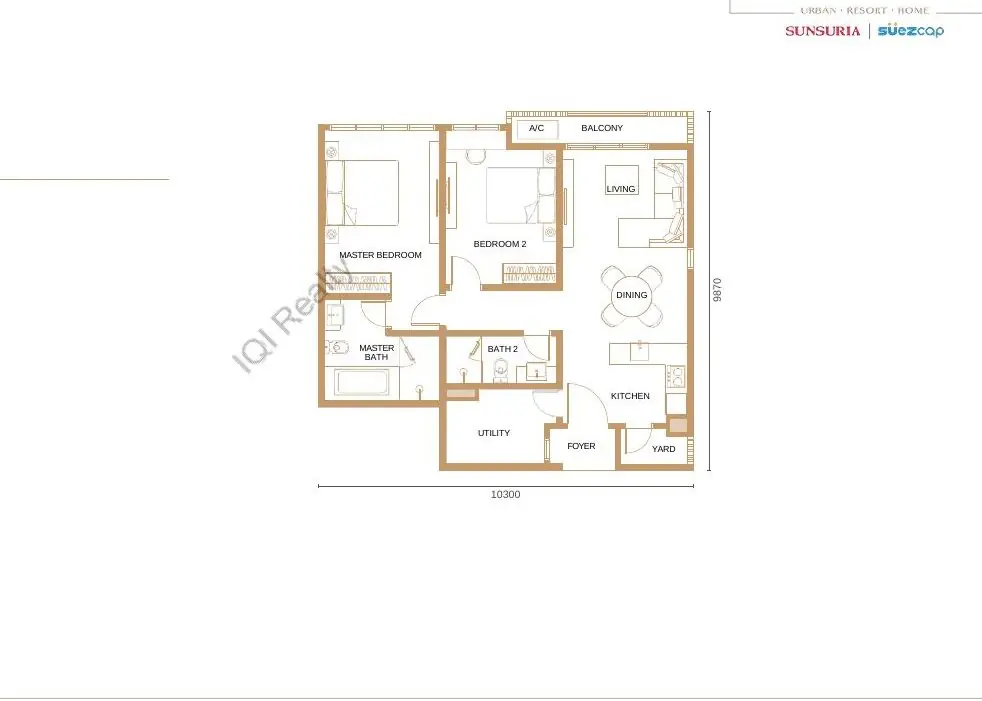 URBAN · RESORT · HOME
SUNSURIA | süezcap
A/C
BALCONY
LIVING
BEDROOM 2
MASTER BEDROOM
DINING
9870
IQI Realty
MASTER
BATH
BATH 2
KITCHEN
UTILITY
FOYER
YARD
10300